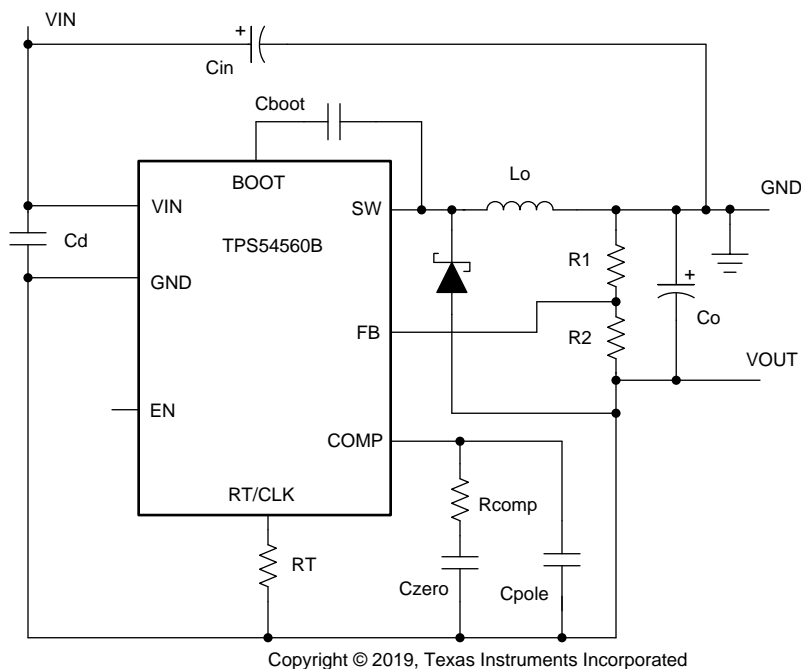 VIN
+
Cin
Cboot
BOOT
Lo
GND
VIN
SW
Cd
TPS54560B
R1
+
GND
Co
FB
R2
VOUT
EN
COMP
RT/CLK
Rcomp
RT
Czero
Cpole
Copyright © 2019, Texas Instruments Incorporated